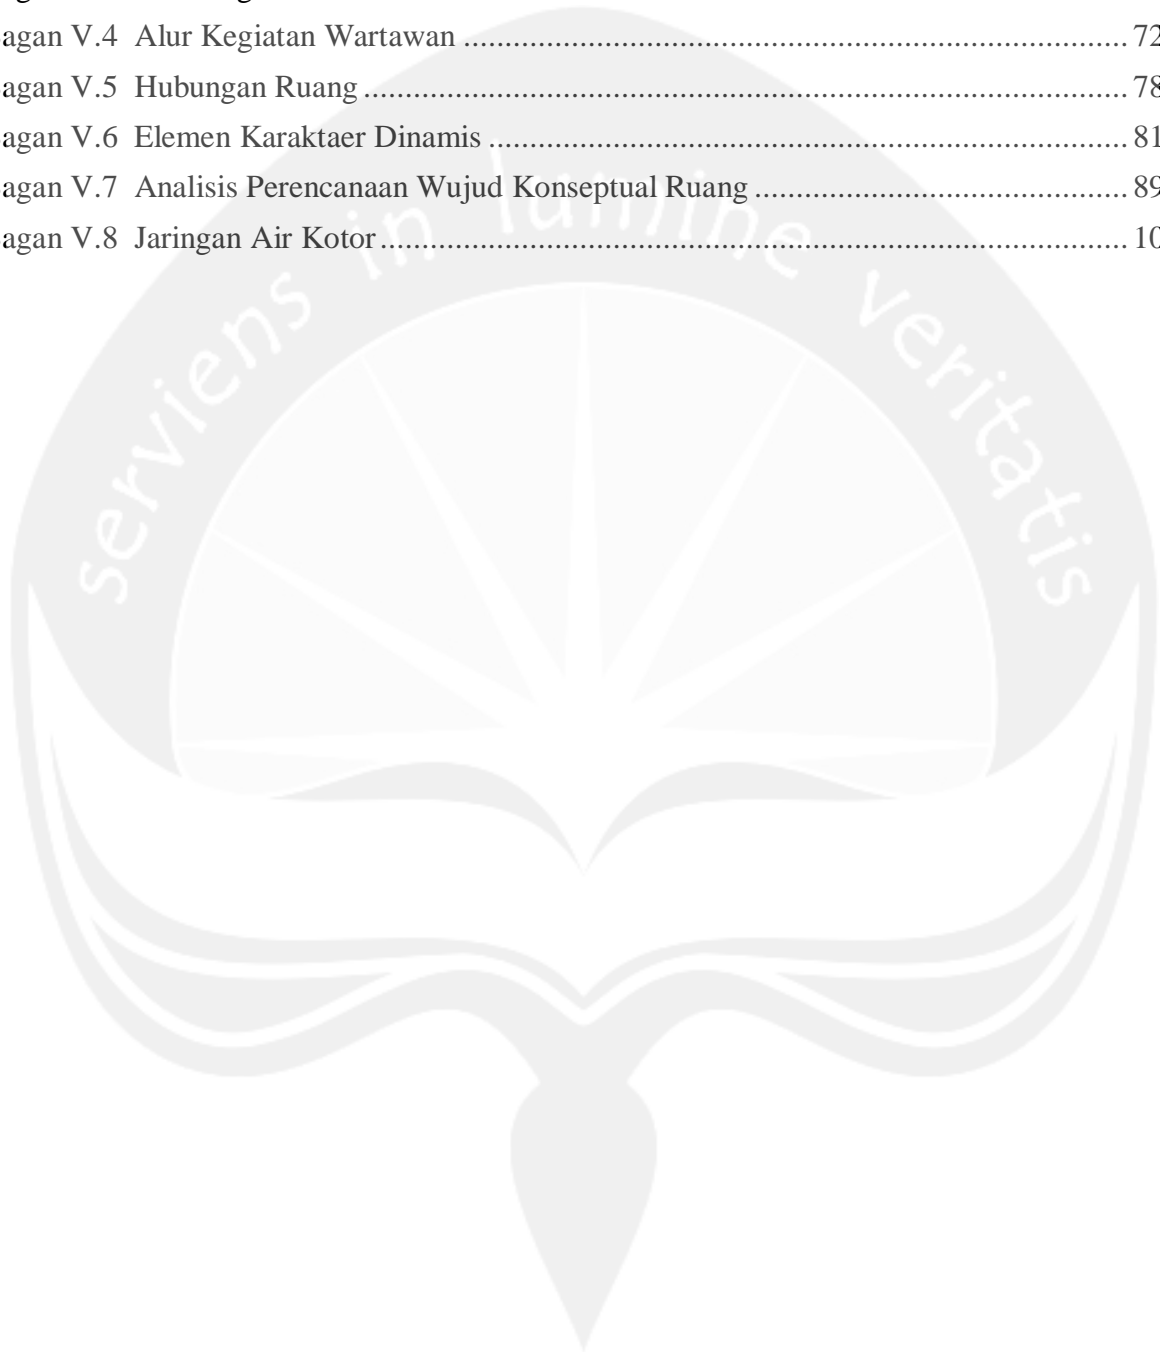 agan V.4 Alur Kegiatan Wartawan ........................................................................................ 72
agan V.5 Hubungan Ruang ..................................................................................................... 78
agan V.6 Elemen Karaktaer Dinamis ..................................................................................... 81
agan V.7 Analisis Perencanaan Wujud Konseptual Ruang .................................................. 89
agan V.8 Jaringan Air Kotor ................................................................................................... 10
serviens in lumine veritatis